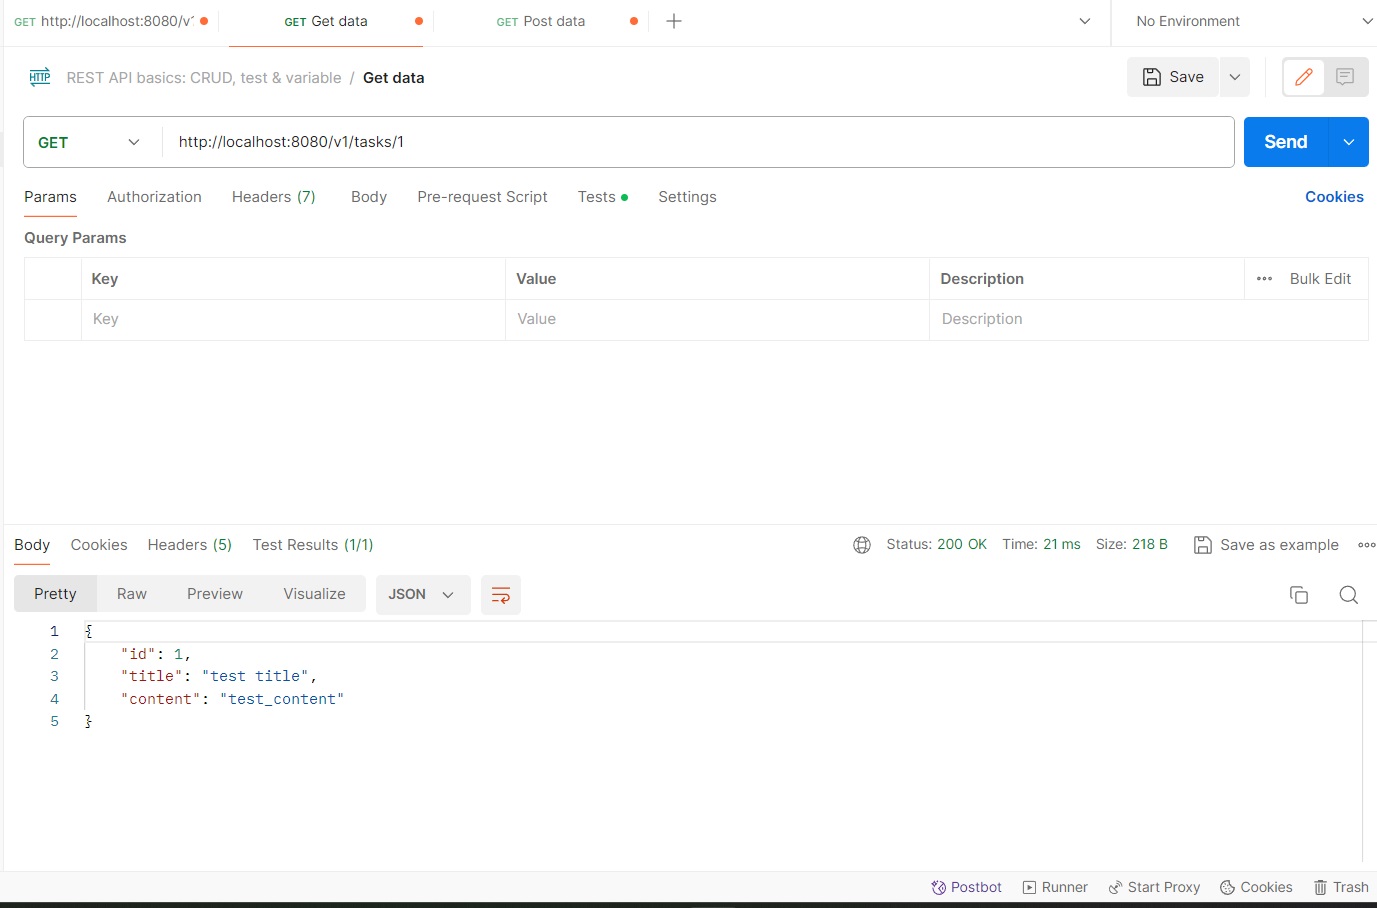 GET http://localhost:8080/v1 GET Get data GET Post data No Environment
HTTP REST API basics: CRUD, test & variable / Get data Save
GET http://localhost:8080/v1/tasks/1 Send
Params Authorization Headers (7) Body Pre-request Script Tests Settings Cookies
Query Params
Key Value Description Bulk Edit
Key Value Description
Body Cookies Headers (5) Test Results (1/1) Status: 200 OK Time: 21 ms Size: 218 B Save as example
Pretty Raw Preview Visualize JSON
1 {
2 "id": 1,
3 "title": "test title",
4 "content": "test_content"
5 }
Postbot Runner Start Proxy Cookies Trash